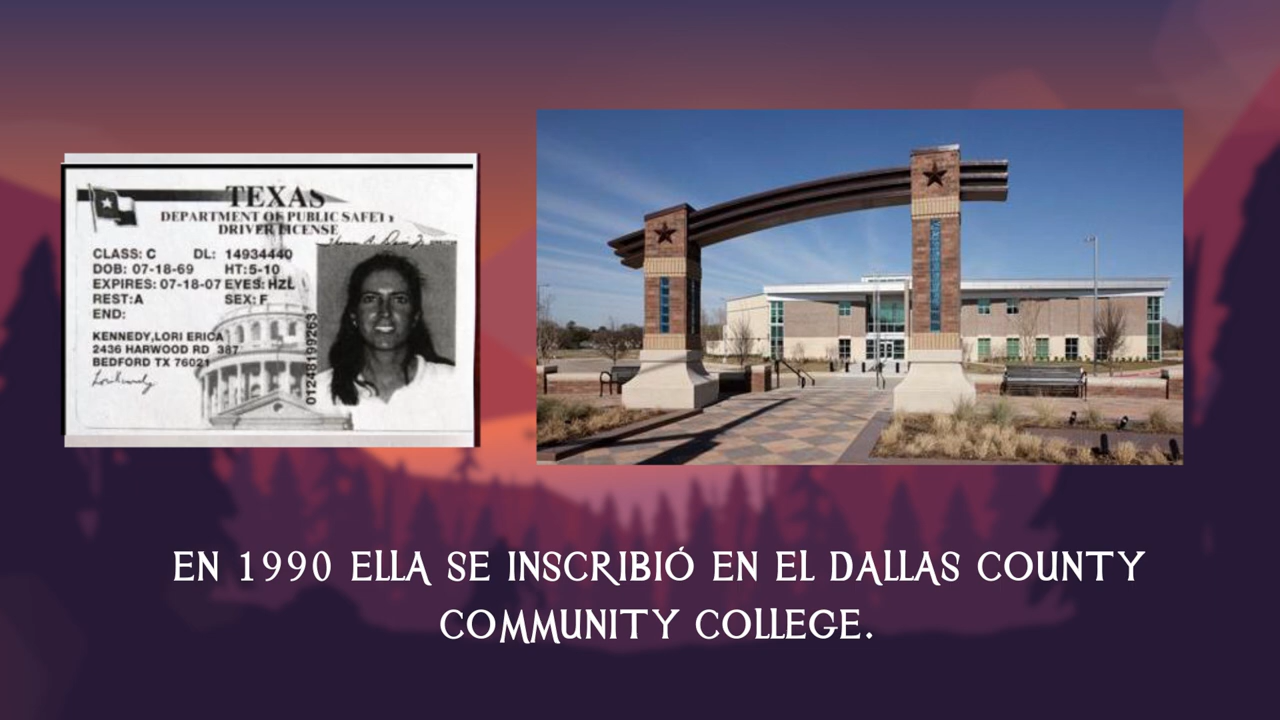 TEXAS
DEPARTMENT OF PUBLIC SAFETY
DRIVER LICENSE
CLASS: C DL: 14934440
DOB: 07-18-69 HT:5-10
EXPIRES: 07-18-07 EYES: HZL
REST:A SEX: F
END:
KENNEDY,LORI ERICA
2436 HARWOOD RD 387
BEDFORD TX 76021
01248199263
EN 1990 ELLA SE INSCRIBIÓ EN EL DALLAS COUNTY
COMMUNITY COLLEGE.